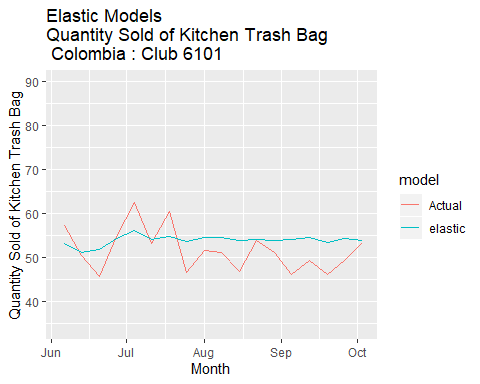 Elastic Models
Quantity Sold of Kitchen Trash Bag
Colombia : Club 6101
Quantity Sold of Kitchen Trash Bag
90
80
70
60
50
40
Jun
Jul
Aug
Sep
Oct
Month
model
Actual
elastic